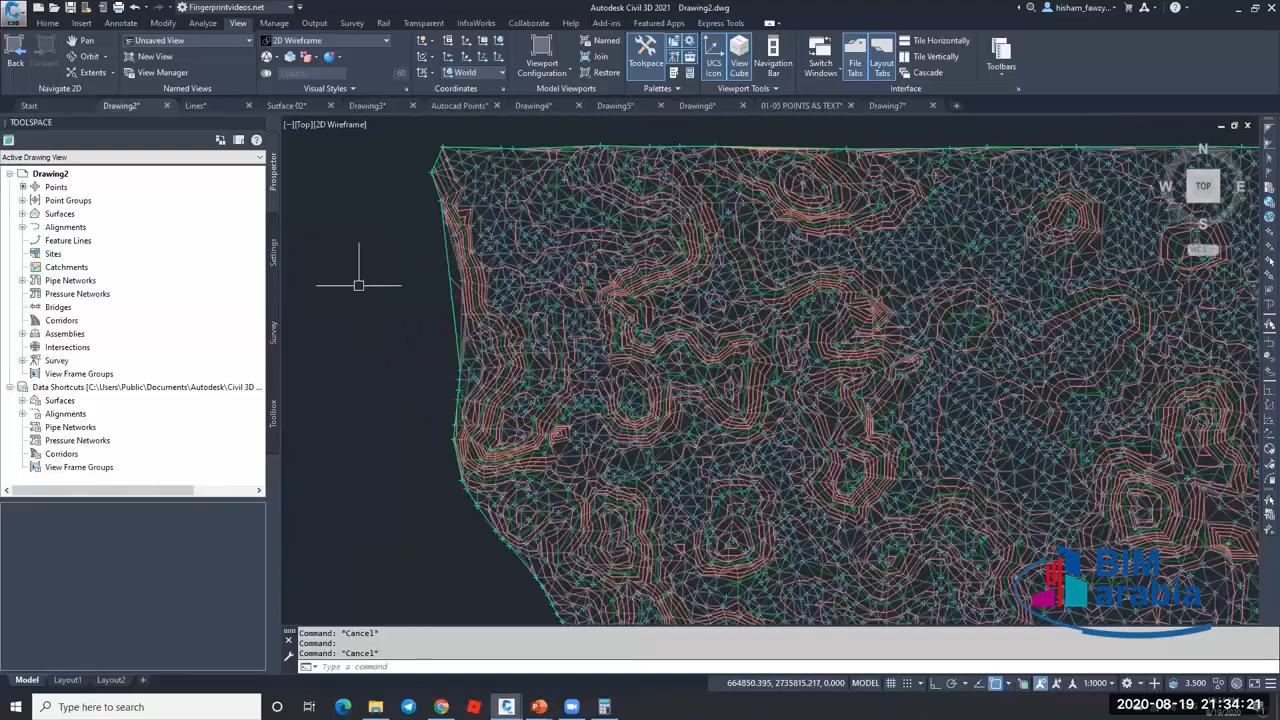 Fingerprintvideos.net
Autodesk Civil 3D 2021 Drawing2.dwg
hisham_fawzy...
Home Insert Annotate Modify Analyze View Manage Output Survey Rail Transparent InfraWorks Collaborate Help Add-ins Featured Apps Express Tools
Back
Forward
Pan
Orbit
Extents
Navigate 2D
Unsaved View
New View
View Manager
Named Views
2D Wireframe
Opacity
Visual Styles
World
Coordinates
Viewport
Configuration
Named
Join
Restore
Model Viewports
Toolspace
Palettes
UCS
Icon
View
Cube
Navigation
Bar
Viewport Tools
Switch
Windows
File
Tabs
Layout
Tabs
Tile Horizontally
Tile Vertically
Cascade
Interface
Toolbars
Start Drawing2* Lines* Surface 02* Drawing3* Autocad Points* Drawing4* Drawing5* Drawing6* 01-05 POINTS AS TEXT* Drawing7*
TOOLSPACE
Active Drawing View
Drawing2
Points
Point Groups
Surfaces
Alignments
Feature Lines
Sites
Catchments
Pipe Networks
Pressure Networks
Bridges
Corridors
Assemblies
Intersections
Survey
View Frame Groups
Data Shortcuts [C:\Users\Public\Documents\Autodesk\Civil 3D ...
Surfaces
Alignments
Pipe Networks
Pressure Networks
Corridors
View Frame Groups
Prospector
Settings
Survey
Toolbox
[−][Top][2D Wireframe]
N
W TOP E
S
WCS
BIM
arabia
Command: *Cancel*
Command:
Command: *Cancel*
Type a command
Model Layout1 Layout2
664850.395, 2735815.217, 0.000 MODEL 1:1000 3.500
Type here to search
2020-08-19 21:34:21